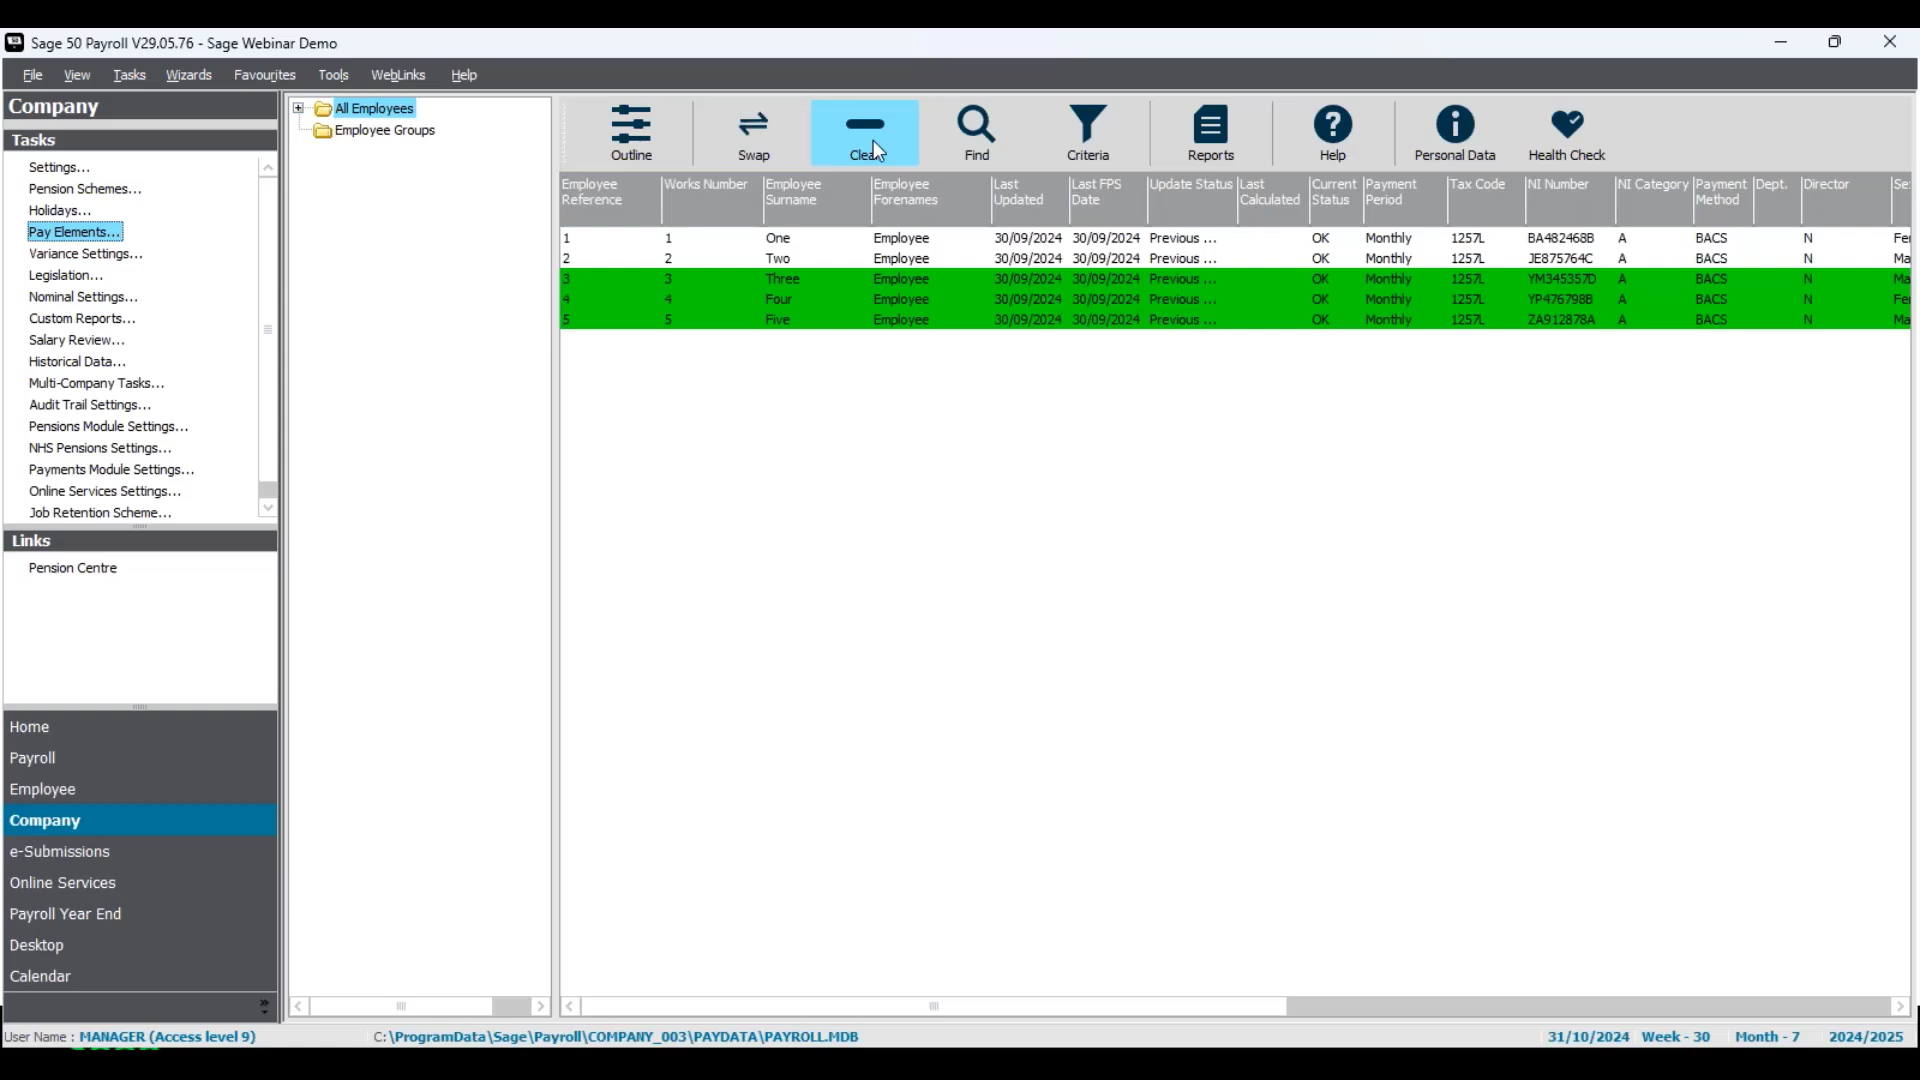 Sage 50 Payroll V29.05.76 - Sage Webinar Demo
File View Tasks Wizards Favourites Tools WebLinks Help
Company
Tasks
Settings...
Pension Schemes...
Holidays...
Pay Elements...
Variance Settings...
Legislation...
Nominal Settings...
Custom Reports...
Salary Review...
Historical Data...
Multi-Company Tasks...
Audit Trail Settings...
Pensions Module Settings...
NHS Pensions Settings...
Payments Module Settings...
Online Services Settings...
Job Retention Scheme...
Links
Pension Centre
Home
Payroll
Employee
Company
e-Submissions
Online Services
Payroll Year End
Desktop
Calendar
All Employees
Employee Groups
Outline Swap Clear Find Criteria Reports Help Personal Data Health Check
Employee Reference Works Number Employee Surname Employee Forenames Last Updated Last FPS Date Update Status Last Calculated Current Status Payment Period Tax Code NI Number NI Category Payment Method Dept. Director Se
1 1 One Employee 30/09/2024 30/09/2024 Previous ... OK Monthly 1257L BA482468B A BACS N Fe
2 2 Two Employee 30/09/2024 30/09/2024 Previous ... OK Monthly 1257L JE875764C A BACS N Ma
3 3 Three Employee 30/09/2024 30/09/2024 Previous ... OK Monthly 1257L YM345357D A BACS N Ma
4 4 Four Employee 30/09/2024 30/09/2024 Previous ... OK Monthly 1257L YP476798B A BACS N Fe
5 5 Five Employee 30/09/2024 30/09/2024 Previous ... OK Monthly 1257L ZA912878A A BACS N Ma
User Name : MANAGER (Access level 9) C:\ProgramData\Sage\Payroll\COMPANY_003\PAYDATA\PAYROLL.MDB 31/10/2024 Week - 30 Month - 7 2024/2025